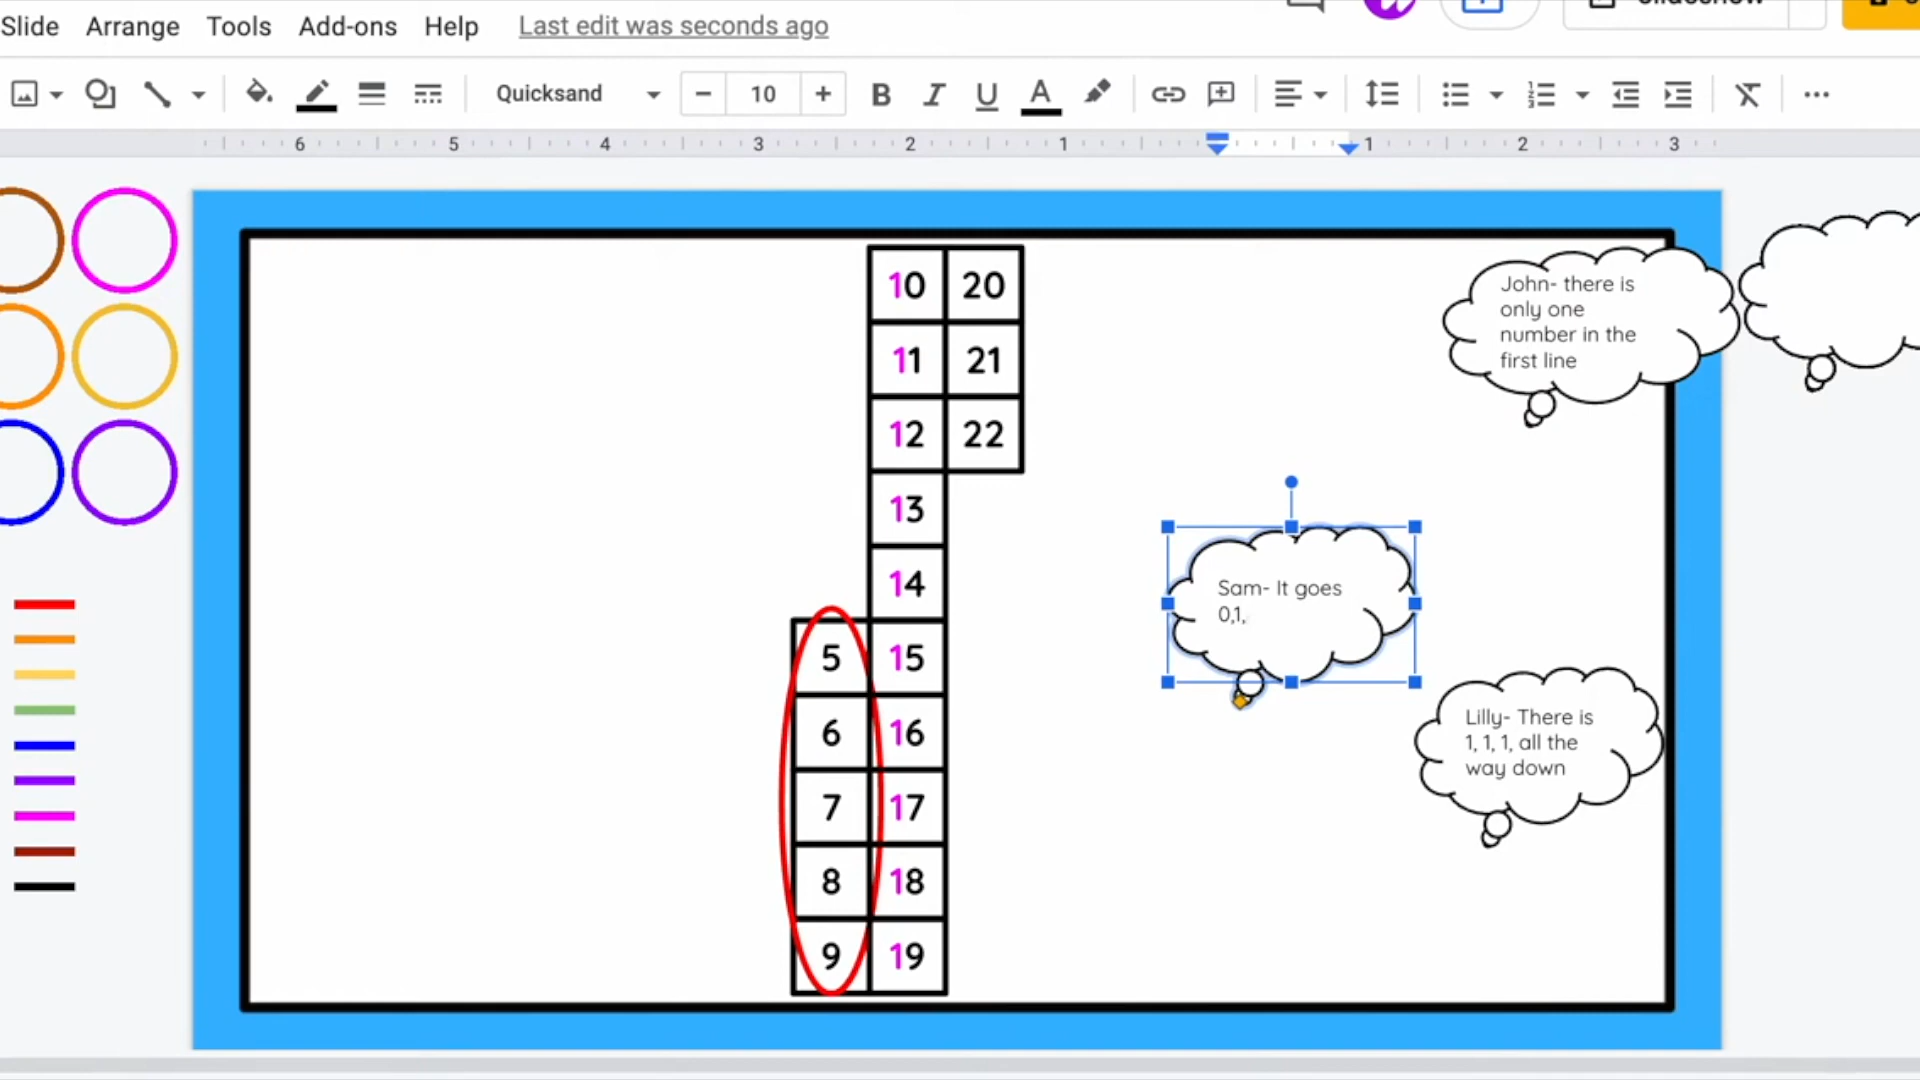 Slide Arrange Tools Add-ons Help Last edit was seconds ago
Quicksand 10 B I U A
6 5 4 3 2 1 1 2 3
10 20
11 21
12 22
13
14
5 15
6 16
7 17
8 18
9 19
John- there is
only one
number in the
first line
Sam- It goes
0,1,
Lilly- There is
1, 1, 1, all the
way down